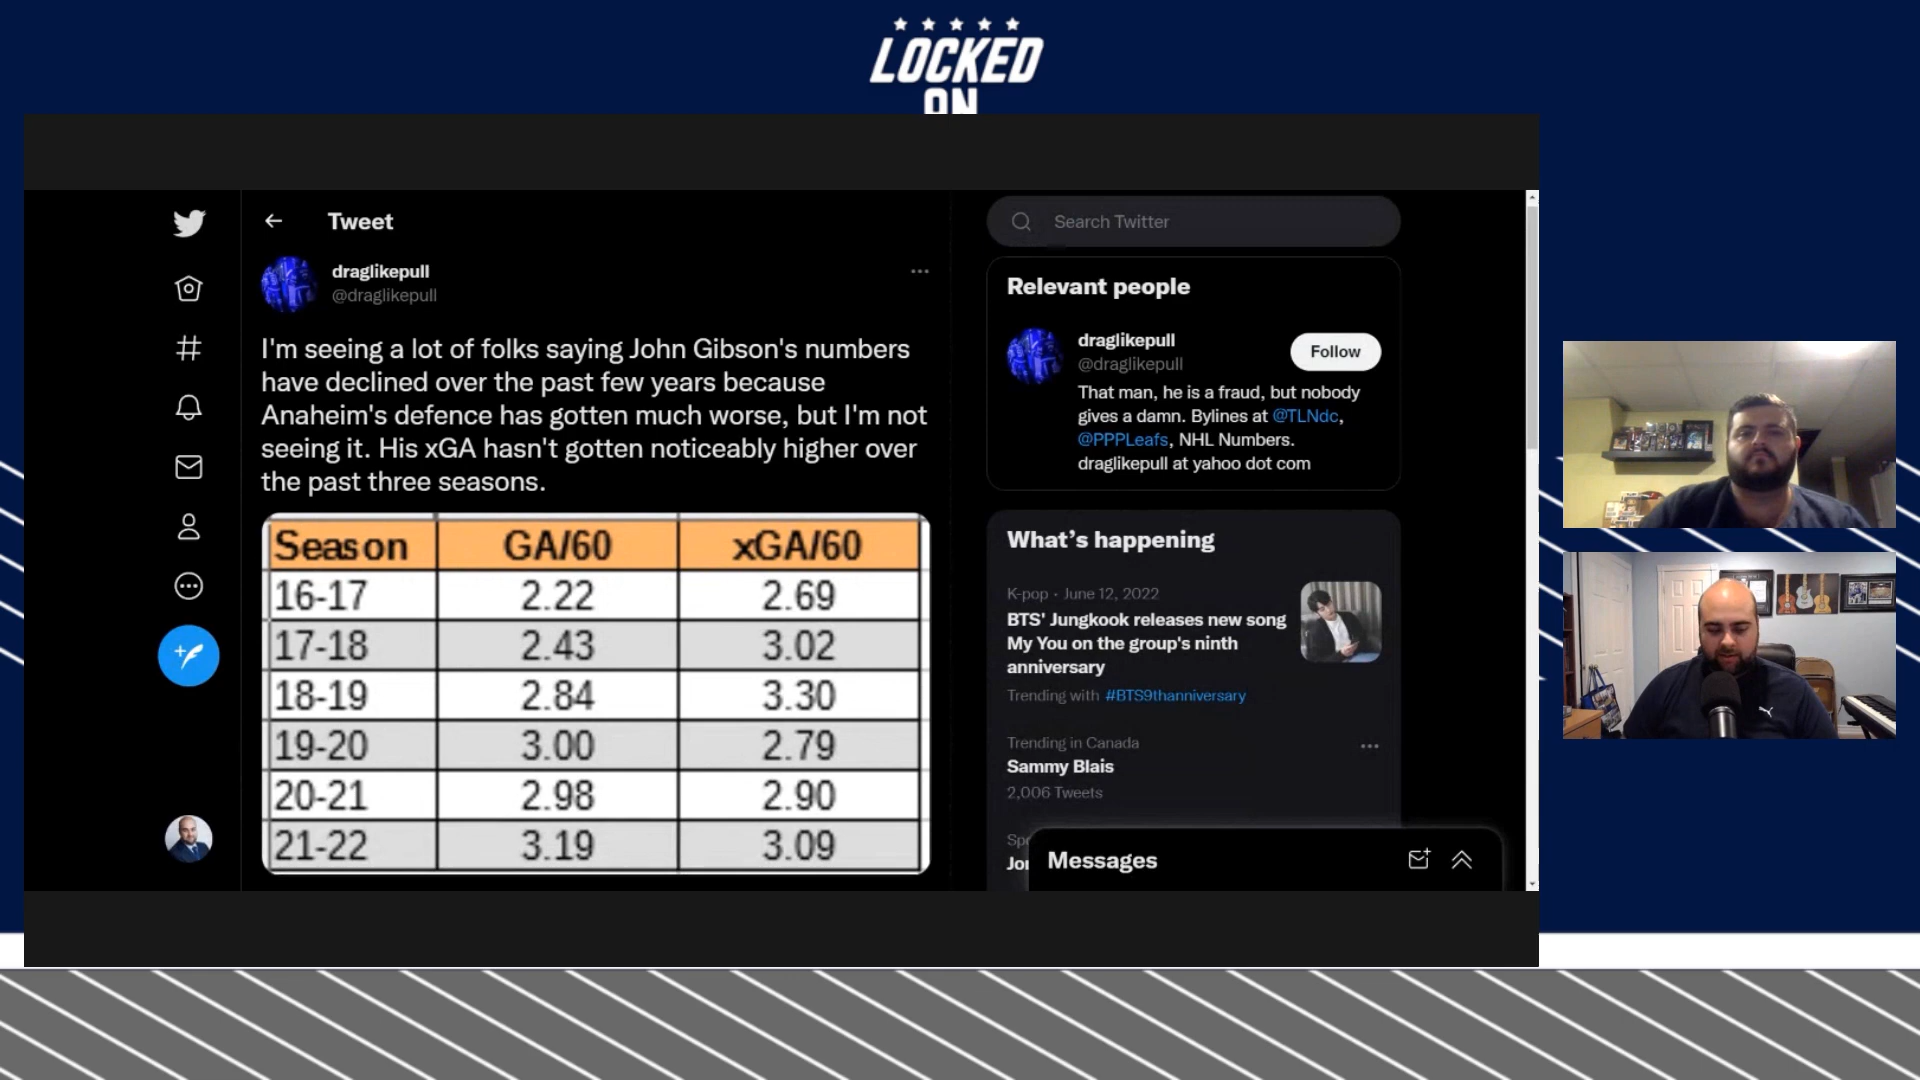 LOCKED
ON
Tweet
draglikepull
@draglikepull
I'm seeing a lot of folks saying John Gibson's numbers
have declined over the past few years because
Anaheim's defence has gotten much worse, but I'm not
seeing it. His xGA hasn't gotten noticeably higher over
the past three seasons.
Season GA/60 xGA/60
16-17 2.22 2.69
17-18 2.43 3.02
18-19 2.84 3.30
19-20 3.00 2.79
20-21 2.98 2.90
21-22 3.19 3.09
Search Twitter
Relevant people
draglikepull
@draglikepull
Follow
That man, he is a fraud, but nobody
gives a damn. Bylines at @TLNdc,
@PPPLeafs, NHL Numbers.
draglikepull at yahoo dot com
What's happening
K-pop · June 12, 2022
BTS' Jungkook releases new song
My You on the group's ninth
anniversary
Trending with #BTS9thanniversary
Trending in Canada
Sammy Blais
2,006 Tweets
Messages